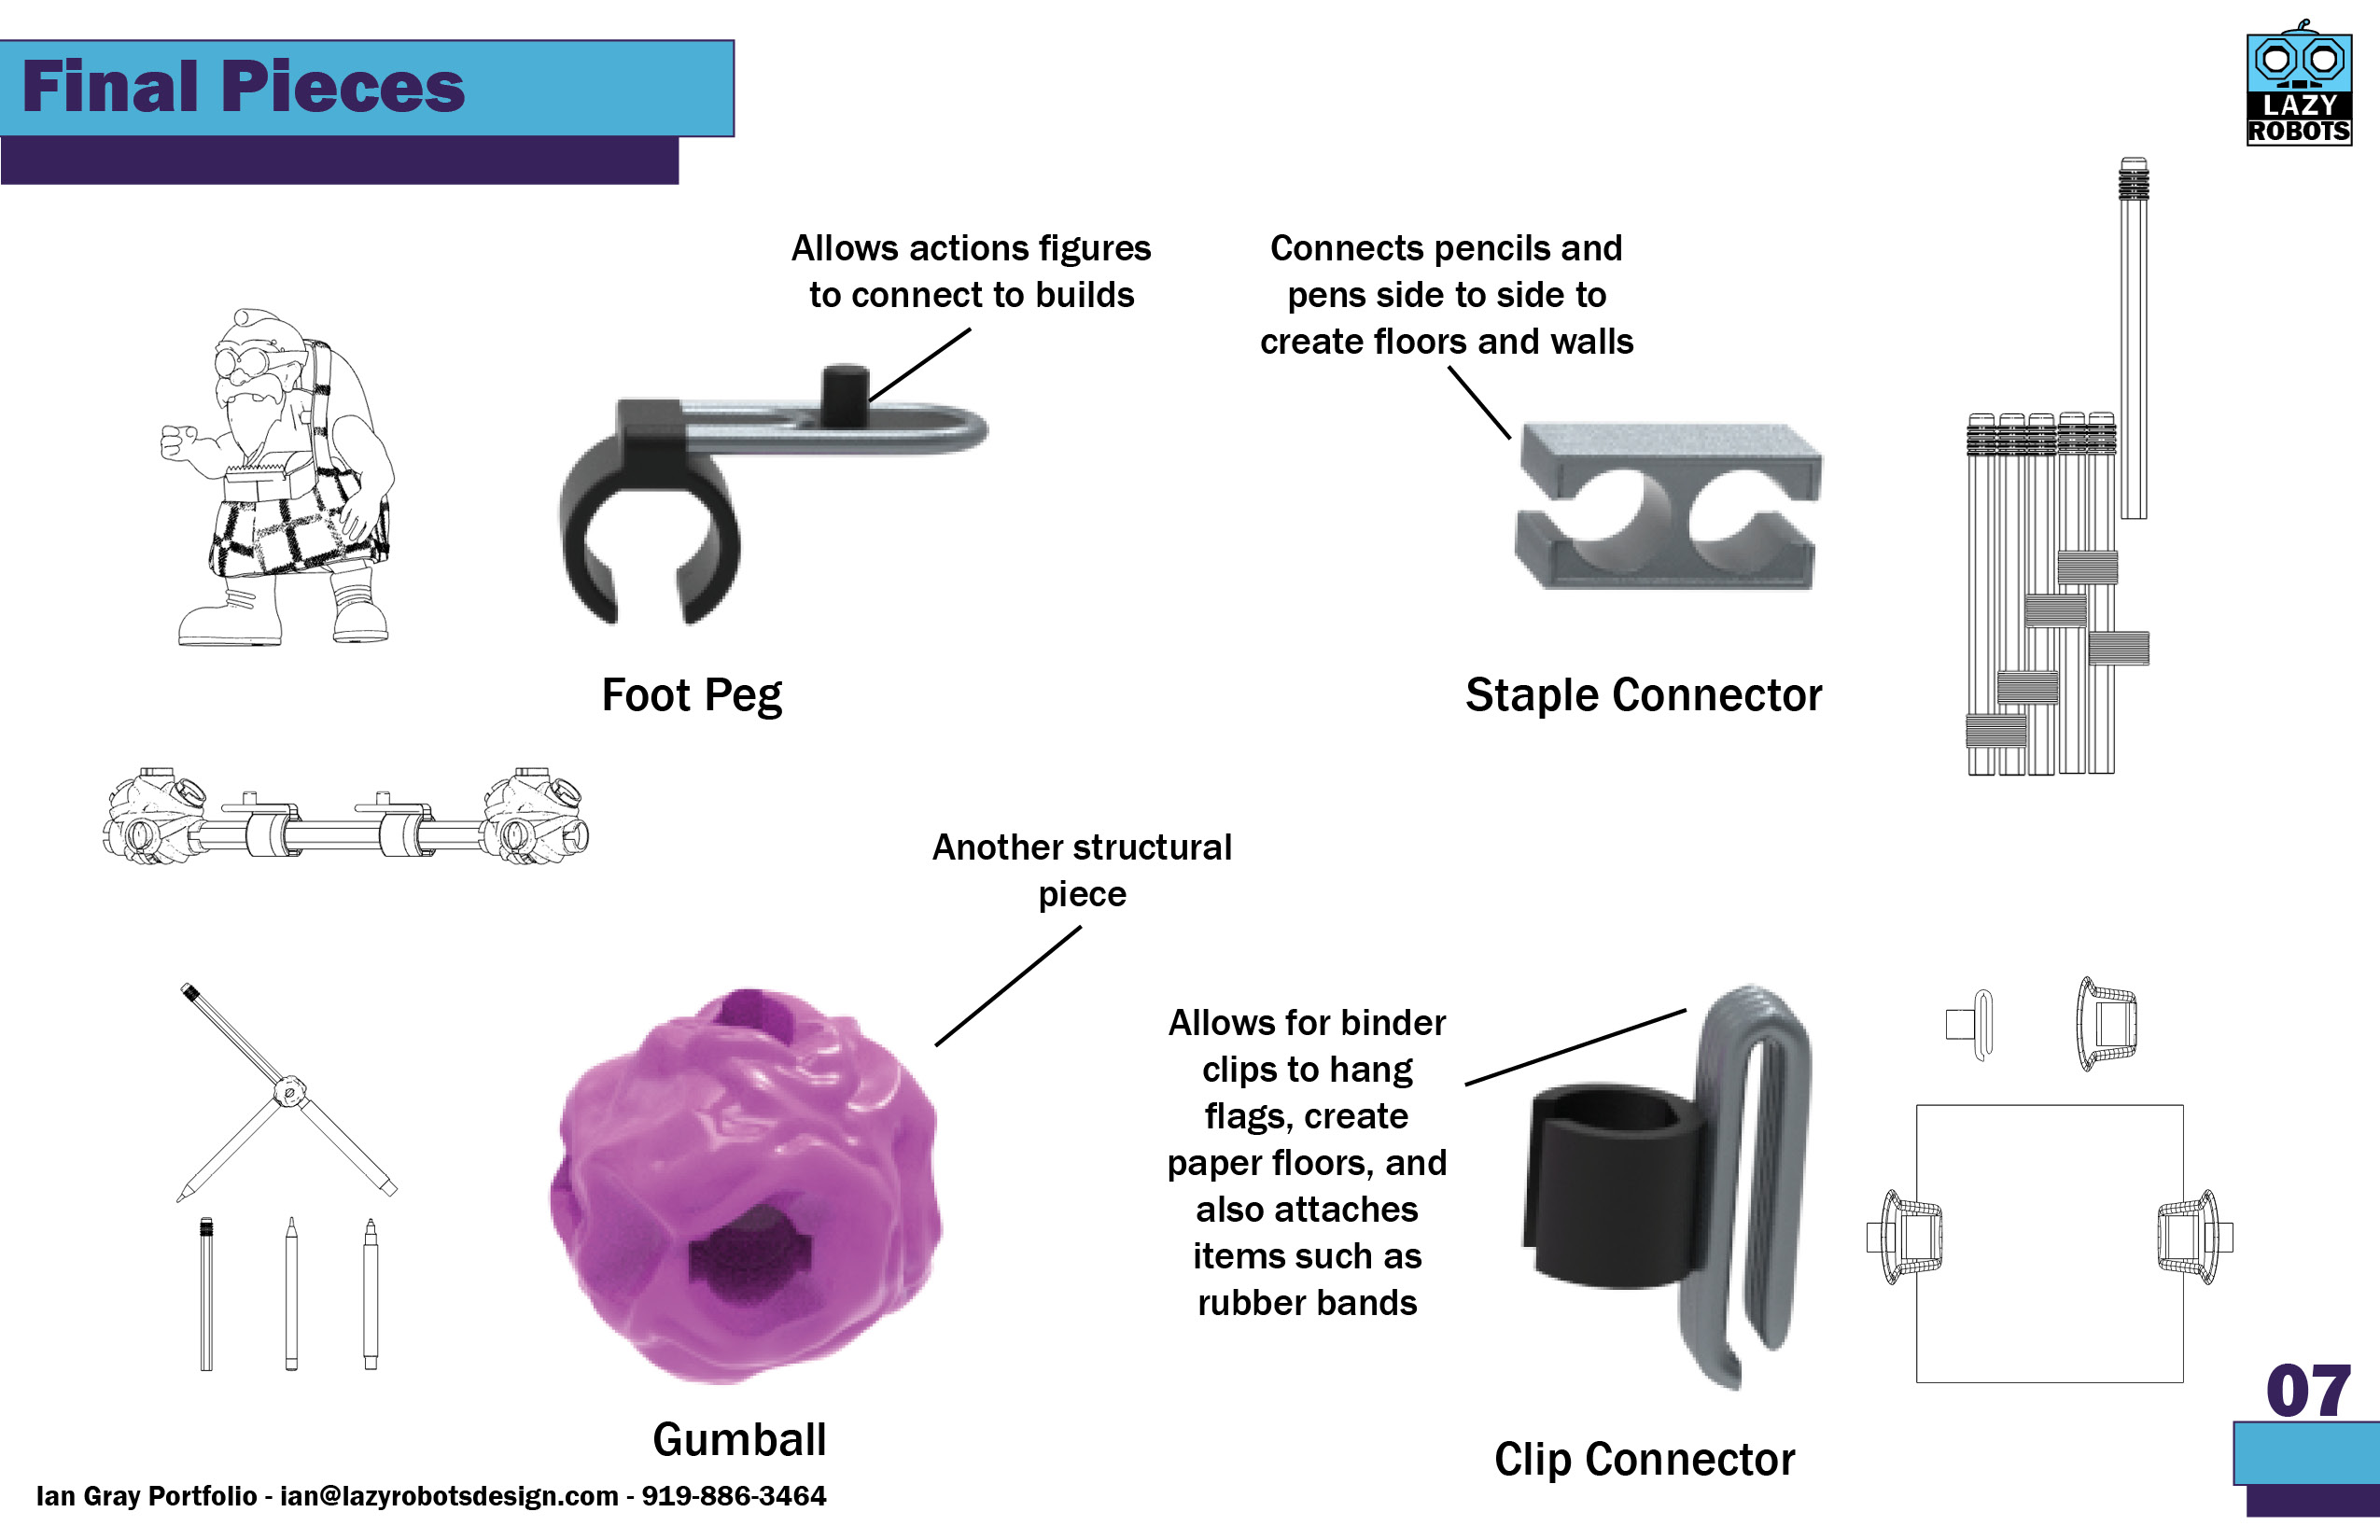 Final Pieces
LAZY
ROBOTS
Allows actions figures
to connect to builds
Connects pencils and
pens side to side to
create floors and walls
Foot Peg
Staple Connector
Another structural
piece
Allows for binder
clips to hang
flags, create
paper floors, and
also attaches
items such as
rubber bands
Gumball
Clip Connector
07
Ian Gray Portfolio - ian@lazyrobotsdesign.com - 919-886-3464